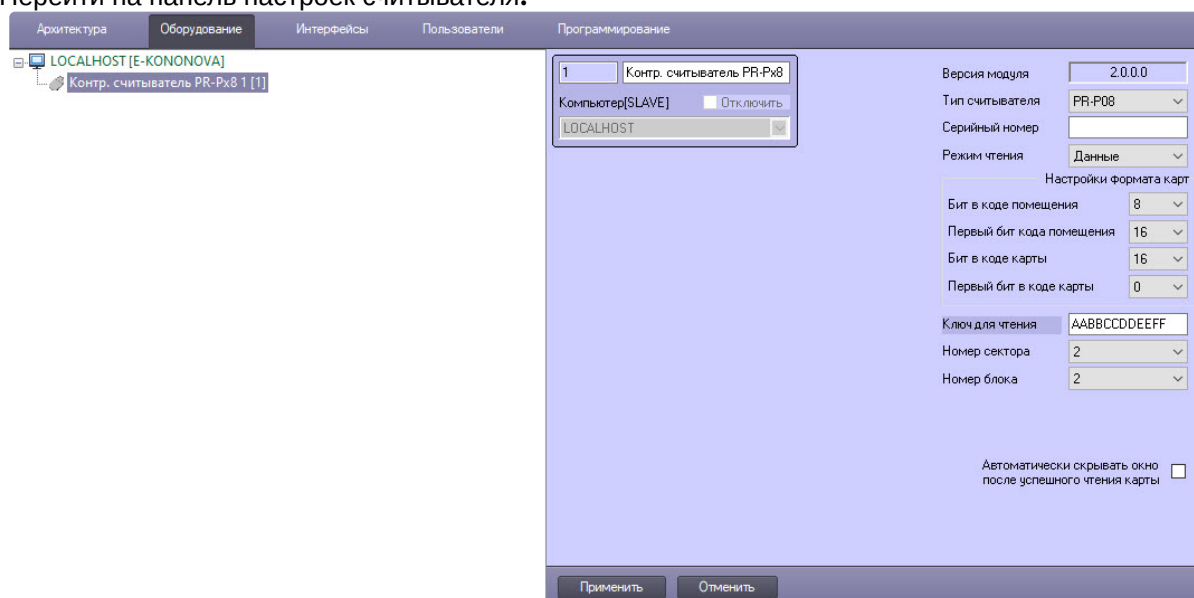 Перейти на панель настроек считывателя.
Архитектура Оборудование Интерфейсы Пользователи Программирование
LOCALHOST [E-KONONOVA]
Контр. считыватель PR-Px8 1 [1]
1 Контр. считыватель PR-Px8
Компьютер[SLAVE] Отключить
LOCALHOST
Версия модуля 2.0.0.0
Тип считывателя PR-P08
Серийный номер
Режим чтения Данные
Настройки формата карт
Бит в коде помещения 8
Первый бит кода помещения 16
Бит в коде карты 16
Первый бит в коде карты 0
Ключ для чтения AABBCCDDEEFF
Номер сектора 2
Номер блока 2
Автоматически скрывать окно
после успешного чтения карты
Применить Отменить